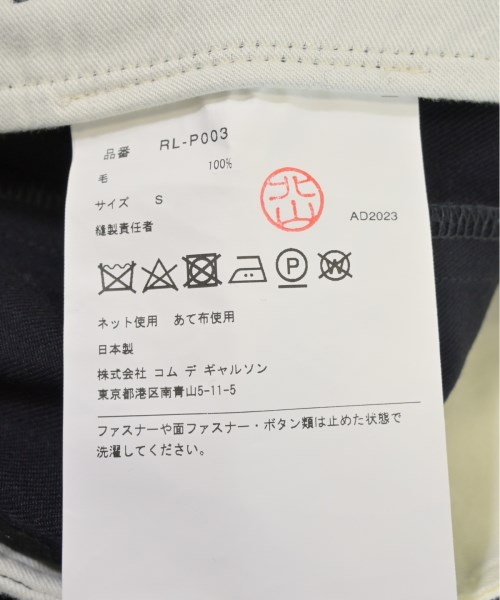 品番 RL-P003
毛 100%
サイズ S
縫製責任者
北山
AD2023
P
W
ネット使用 あて布使用
日本製
株式会社 コム デ ギャルソン
東京都港区南青山5-11-5
ファスナーや面ファスナー・ボタン類は止めた状態で
洗濯してください。